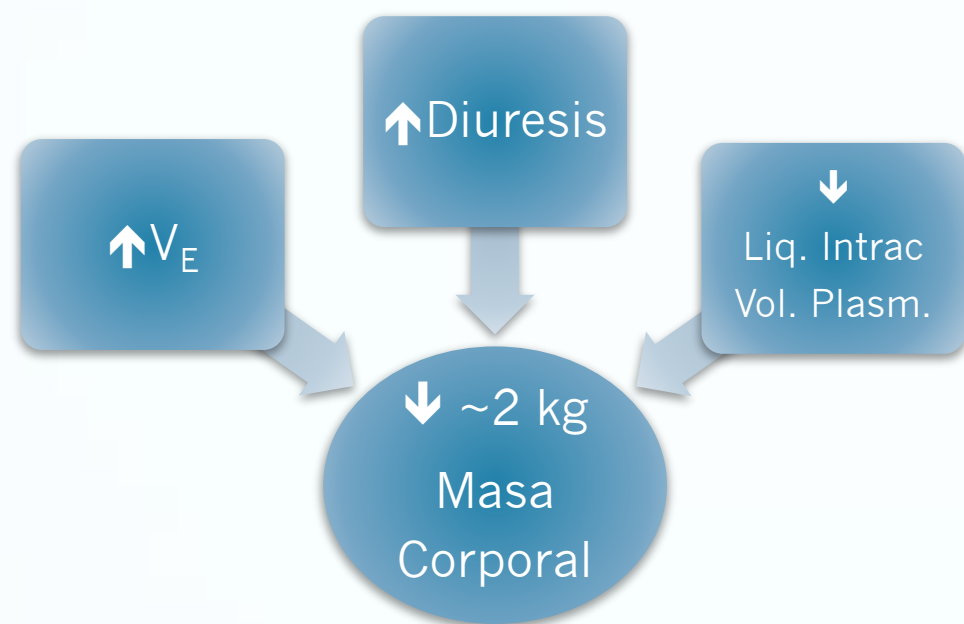 ↑Diuresis
↑VE
↓
Liq. Intrac
Vol. Plasm.
↓ ~2 kg
Masa
Corporal